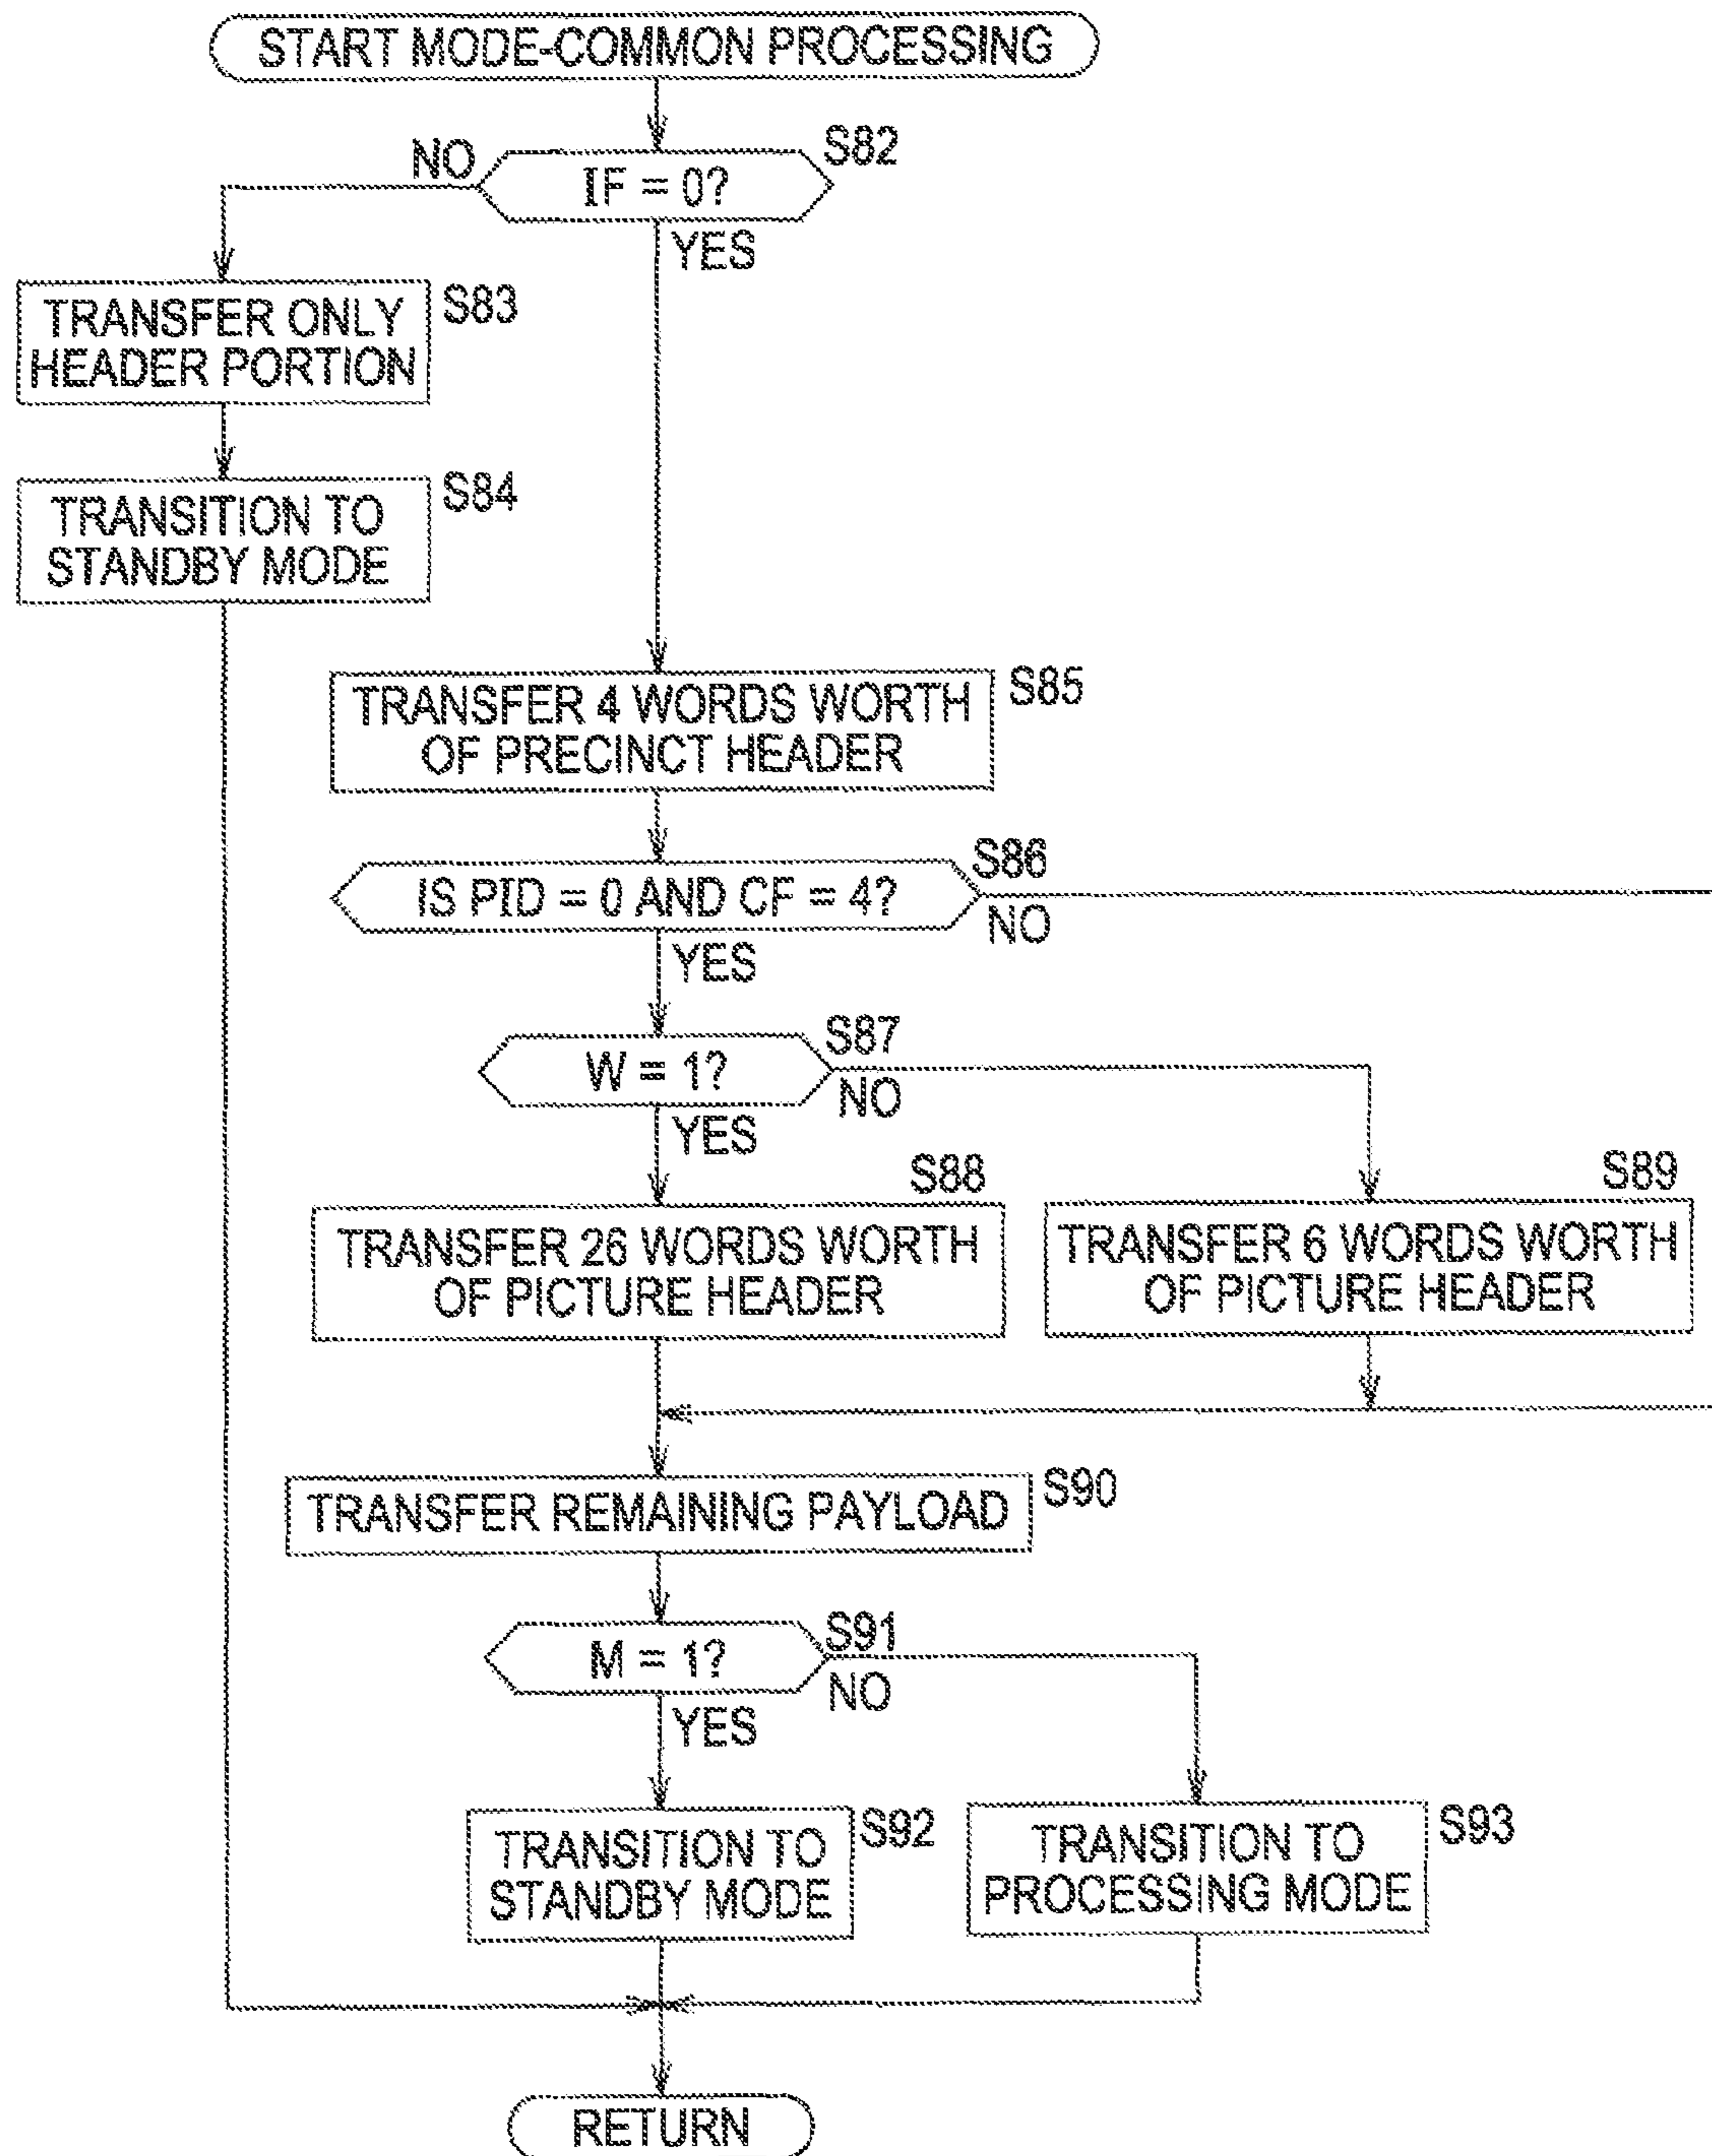 START MODE-COMMON PROCESSING
S82
NO
IF = 0?
YES
S83
TRANSFER ONLY
HEADER PORTION
S84
TRANSITION TO
STANDBY MODE
S85
TRANSFER 4 WORDS WORTH
OF PRECINCT HEADER
S86
IS PID = 0 AND CF = 4?
NO
YES
S87
W = 1?
NO
YES
S88
TRANSFER 26 WORDS WORTH
OF PICTURE HEADER
S89
TRANSFER 6 WORDS WORTH
OF PICTURE HEADER
S90
TRANSFER REMAINING PAYLOAD
S91
M = 1?
NO
YES
S92
TRANSITION TO
STANDBY MODE
S93
TRANSITION TO
PROCESSING MODE
RETURN